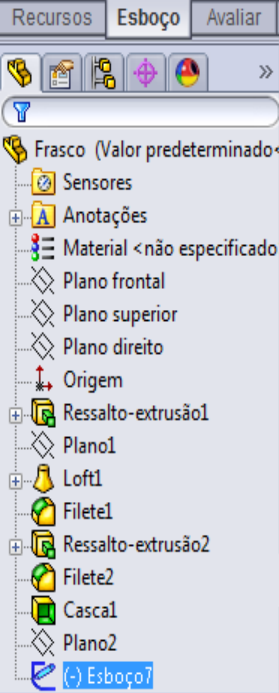 Recursos Esboço Avaliar
»
Frasco (Valor predeterminado<
Sensores
Anotações
Material <não especificado
Plano frontal
Plano superior
Plano direito
Origem
Ressalto-extrusão1
Plano1
Loft1
Filete1
Ressalto-extrusão2
Filete2
Casca1
Plano2
(-) Esboço7